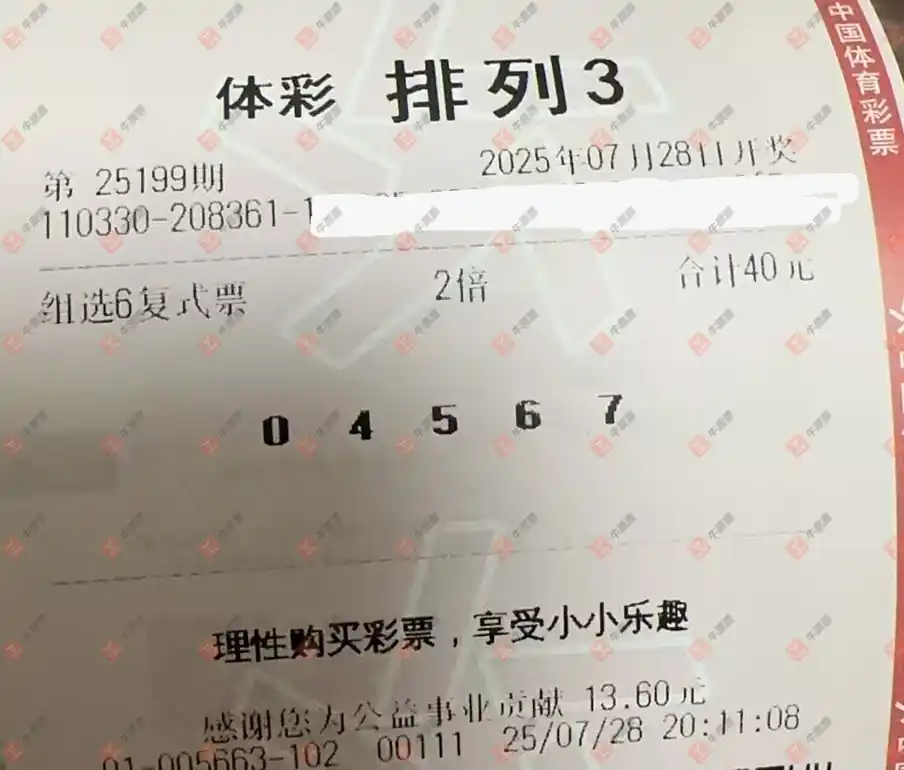 中国体育彩票
体彩 排列3
第 25199期 2025年07月28日开奖
110330-208361-1
组选6复式票 2倍 合计40元
0 4 5 6 7
理性购买彩票，享受小小乐趣
感谢您为公益事业贡献 13.60元
01-005663-102 00111 25/07/28 20:11:08